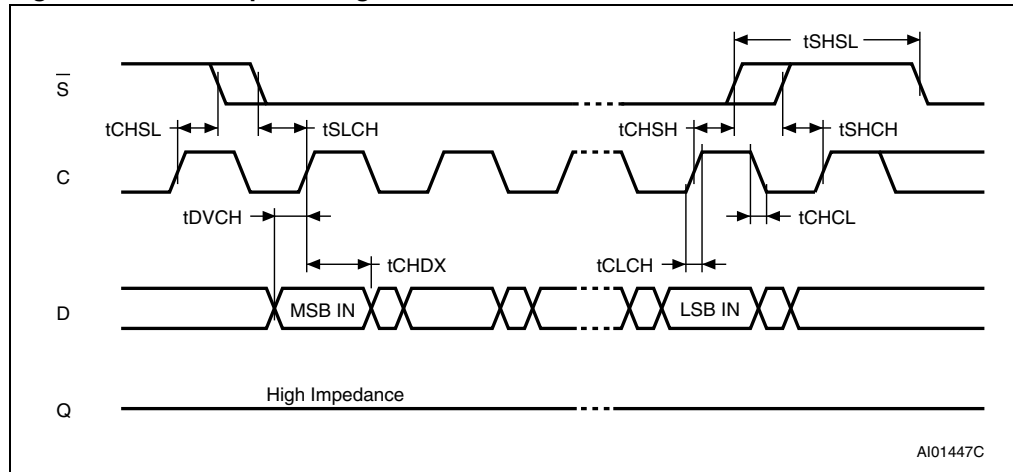 tSHSL
S
tCHSL
tSLCH
tCHSH
tSHCH
C
tDVCH
tCHCL
tCHDX
tCLCH
D
MSB IN
LSB IN
High Impedance
Q
AI01447C